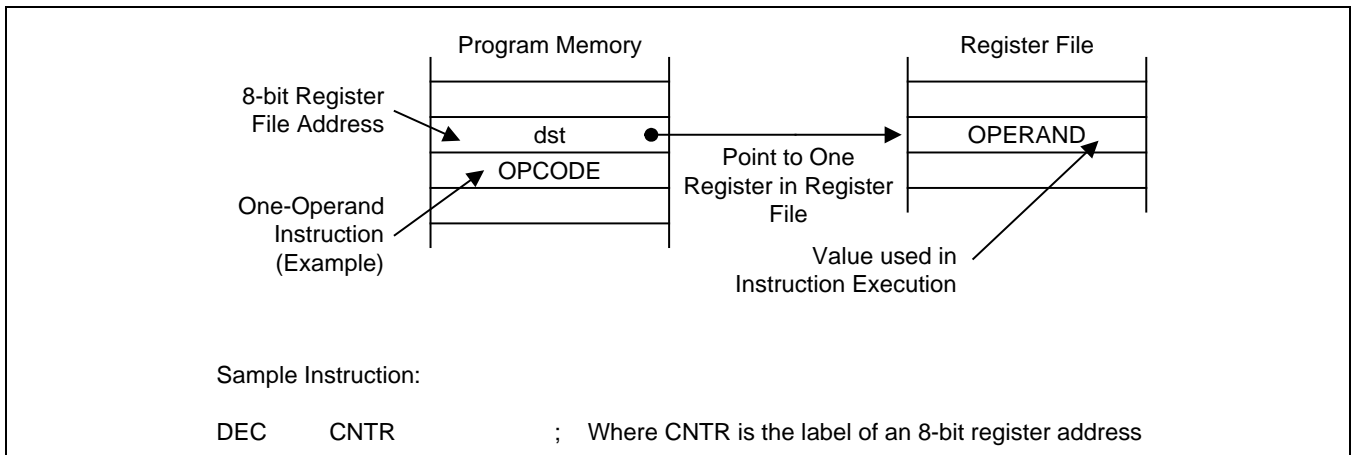 Program Memory
Register File
8-bit Register
File Address
dst
OPERAND
OPCODE
Point to One
Register in Register
File
One-Operand
Instruction
(Example)
Value used in
Instruction Execution
Sample Instruction:
DEC CNTR ; Where CNTR is the label of an 8-bit register address